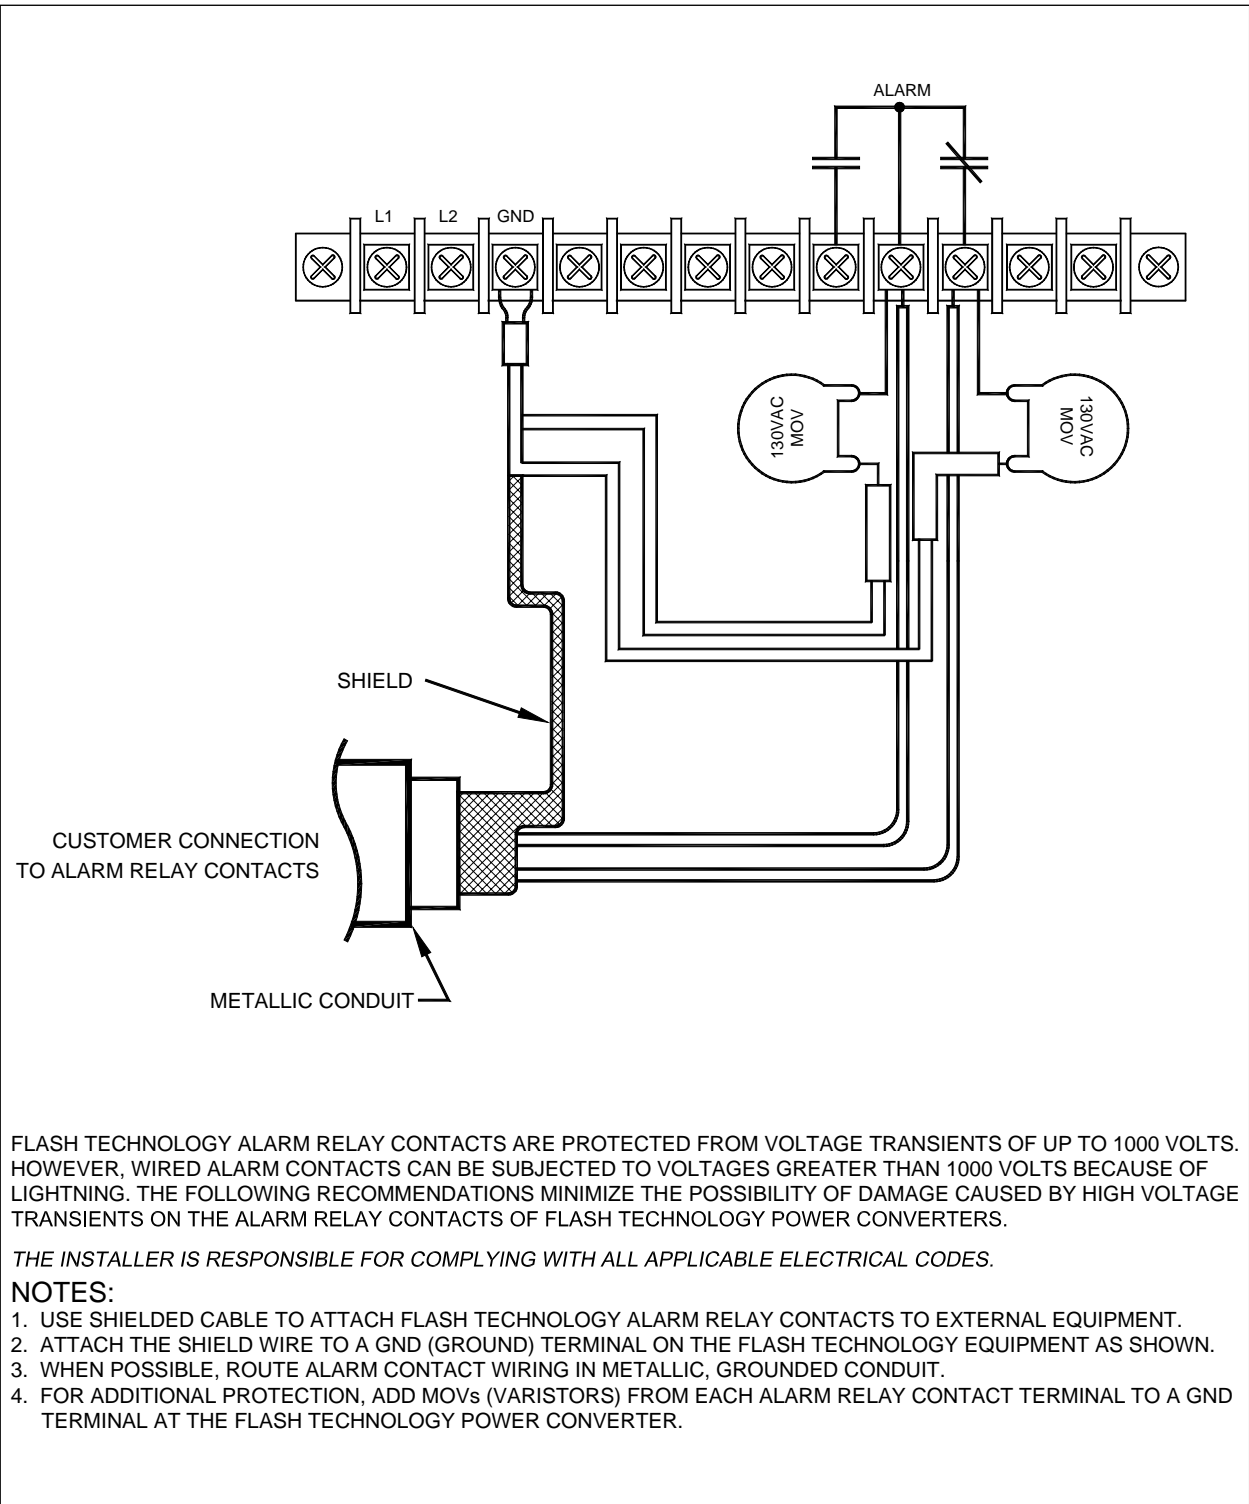 ALARM
L1 L2 GND
130VAC
MOV
130VAC
MOV
SHIELD
CUSTOMER CONNECTION
TO ALARM RELAY CONTACTS
METALLIC CONDUIT
FLASH TECHNOLOGY ALARM RELAY CONTACTS ARE PROTECTED FROM VOLTAGE TRANSIENTS OF UP TO 1000 VOLTS.
HOWEVER, WIRED ALARM CONTACTS CAN BE SUBJECTED TO VOLTAGES GREATER THAN 1000 VOLTS BECAUSE OF
LIGHTNING. THE FOLLOWING RECOMMENDATIONS MINIMIZE THE POSSIBILITY OF DAMAGE CAUSED BY HIGH VOLTAGE
TRANSIENTS ON THE ALARM RELAY CONTACTS OF FLASH TECHNOLOGY POWER CONVERTERS.
THE INSTALLER IS RESPONSIBLE FOR COMPLYING WITH ALL APPLICABLE ELECTRICAL CODES.
NOTES:
1. USE SHIELDED CABLE TO ATTACH FLASH TECHNOLOGY ALARM RELAY CONTACTS TO EXTERNAL EQUIPMENT.
2. ATTACH THE SHIELD WIRE TO A GND (GROUND) TERMINAL ON THE FLASH TECHNOLOGY EQUIPMENT AS SHOWN.
3. WHEN POSSIBLE, ROUTE ALARM CONTACT WIRING IN METALLIC, GROUNDED CONDUIT.
4. FOR ADDITIONAL PROTECTION, ADD MOVs (VARISTORS) FROM EACH ALARM RELAY CONTACT TERMINAL TO A GND
TERMINAL AT THE FLASH TECHNOLOGY POWER CONVERTER.